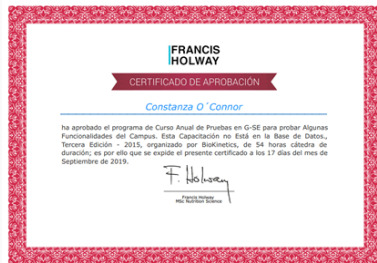 FRANCIS
HOLWAY
CERTIFICADO DE APROBACIÓN
Constanza O´Connor
ha aprobado el programa de Curso Anual de Pruebas en G-SE para probar Algunas
Funcionalidades del Campus. Esta Capacitación no Está en la Base de Datos.,
Tercera Edición - 2015, organizado por BioKinetics, de 54 horas cátedra de
duración; es por ello que se expide el presente certificado a los 17 días del mes de
Septiembre de 2019.
F. Holway
Francis Holway
MSc Nutrition Science